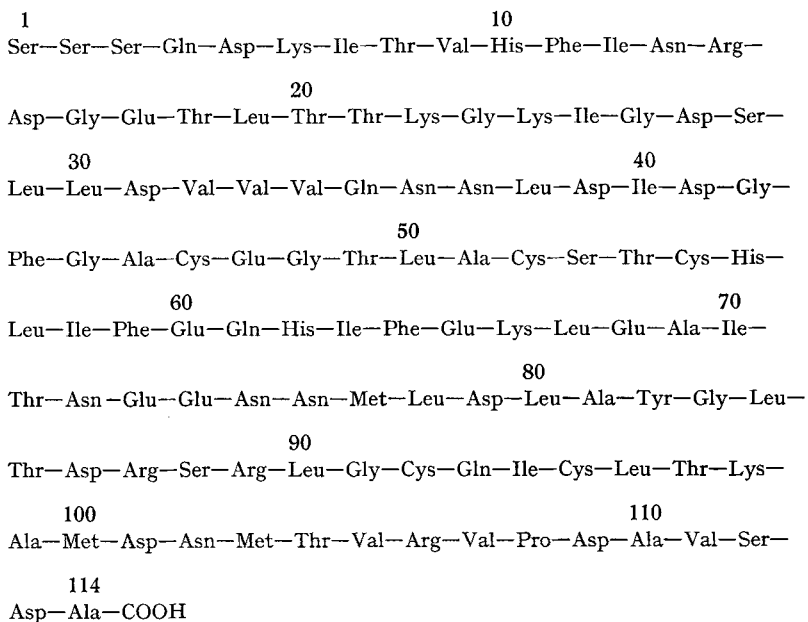 1 10
Ser—Ser—Ser—Gln—Asp—Lys—Ile—Thr—Val—His—Phe—Ile—Asn—Arg—
20
Asp—Gly—Glu—Thr—Leu—Thr—Thr—Lys—Gly—Lys—Ile—Gly—Asp—Ser—
30 40
Leu—Leu—Asp—Val—Val—Val—Gln—Asn—Asn—Leu—Asp—Ile—Asp—Gly—
50
Phe—Gly—Ala—Cys—Glu—Gly—Thr—Leu—Ala—Cys—Ser—Thr—Cys—His—
60 70
Leu—Ile—Phe—Glu—Gln—His—Ile—Phe—Glu—Lys—Leu—Glu—Ala—Ile—
80
Thr—Asn—Glu—Glu—Asn—Asn—Met—Leu—Asp—Leu—Ala—Tyr—Gly—Leu—
90
Thr—Asp—Arg—Ser—Arg—Leu—Gly—Cys—Gln—Ile—Cys—Leu—Thr—Lys—
100 110
Ala—Met—Asp—Asn—Met—Thr—Val—Arg—Val—Pro—Asp—Ala—Val—Ser—
114
Asp—Ala—COOH